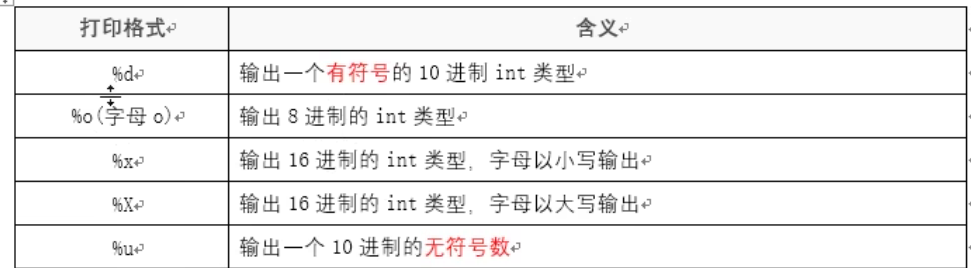 打印格式 含义
%d 输出一个有符号的 10 进制 int 类型
%o(字母 o) 输出 8 进制的 int 类型
%x 输出 16 进制的 int 类型，字母以小写输出
%X 输出 16 进制的 int 类型，字母以大写输出
%u 输出一个 10 进制的无符号数